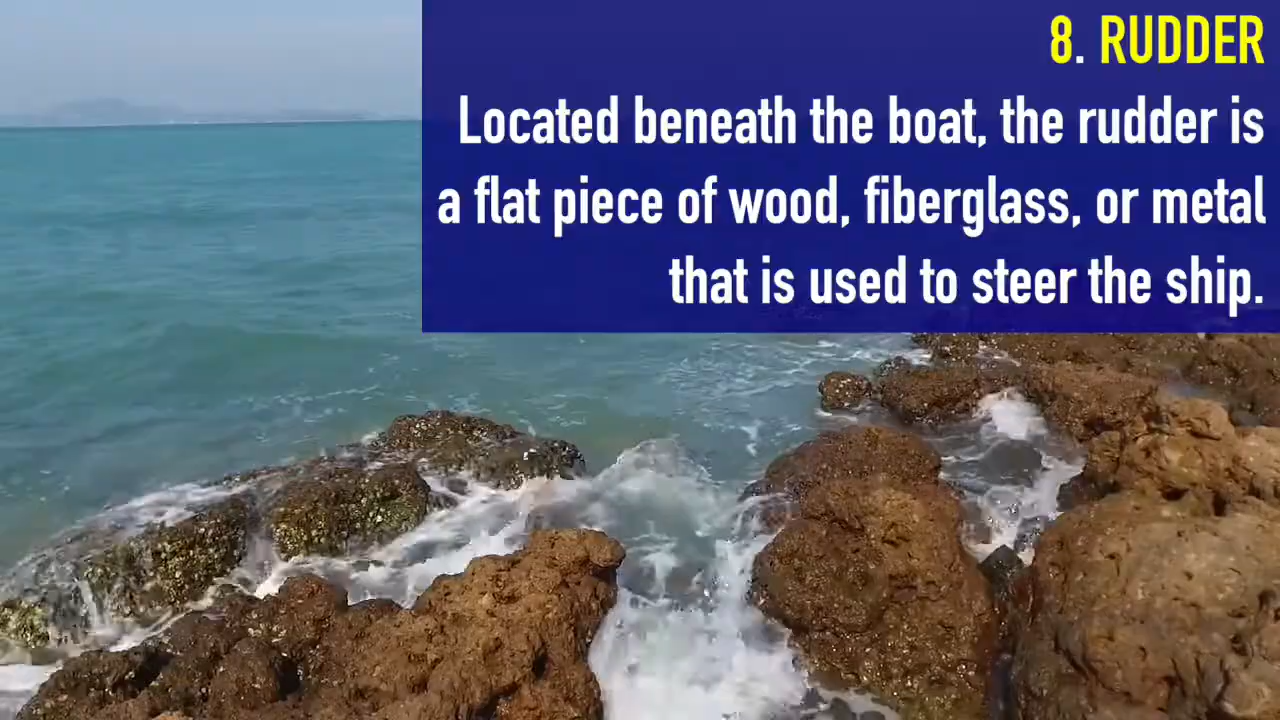 8. RUDDER
Located beneath the boat, the rudder is
a flat piece of wood, fiberglass, or metal
that is used to steer the ship.